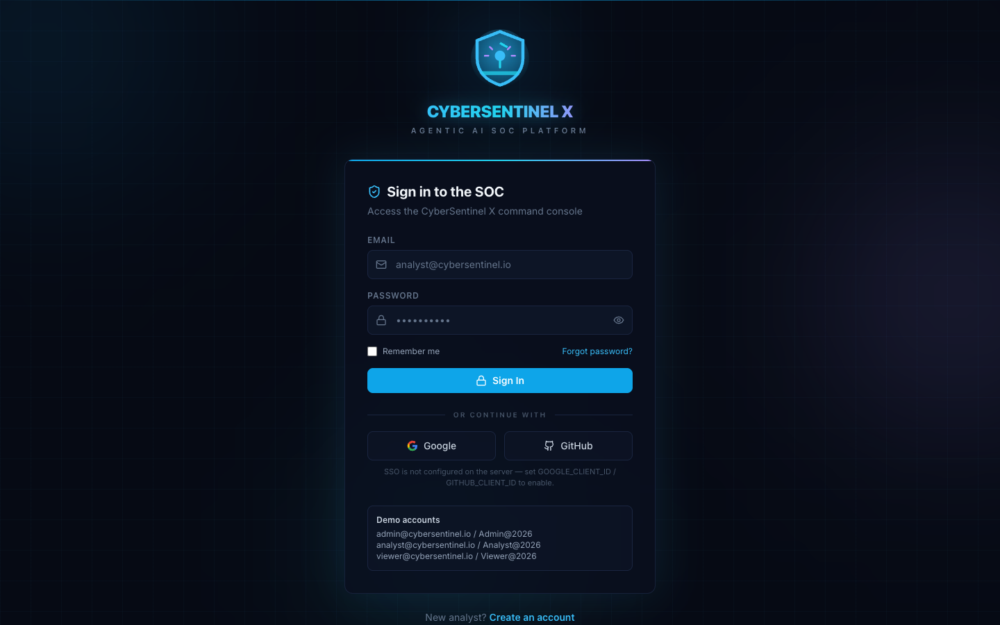 CYBERSENTINEL X
AGENTIC AI SOC PLATFORM
Sign in to the SOC
Access the CyberSentinel X command console
EMAIL
analyst@cybersentinel.io
PASSWORD
••••••••••
Remember me
Forgot password?
Sign In
OR CONTINUE WITH
Google
GitHub
SSO is not configured on the server — set GOOGLE_CLIENT_ID /
GITHUB_CLIENT_ID to enable.
Demo accounts
admin@cybersentinel.io / Admin@2026
analyst@cybersentinel.io / Analyst@2026
viewer@cybersentinel.io / Viewer@2026
New analyst? Create an account